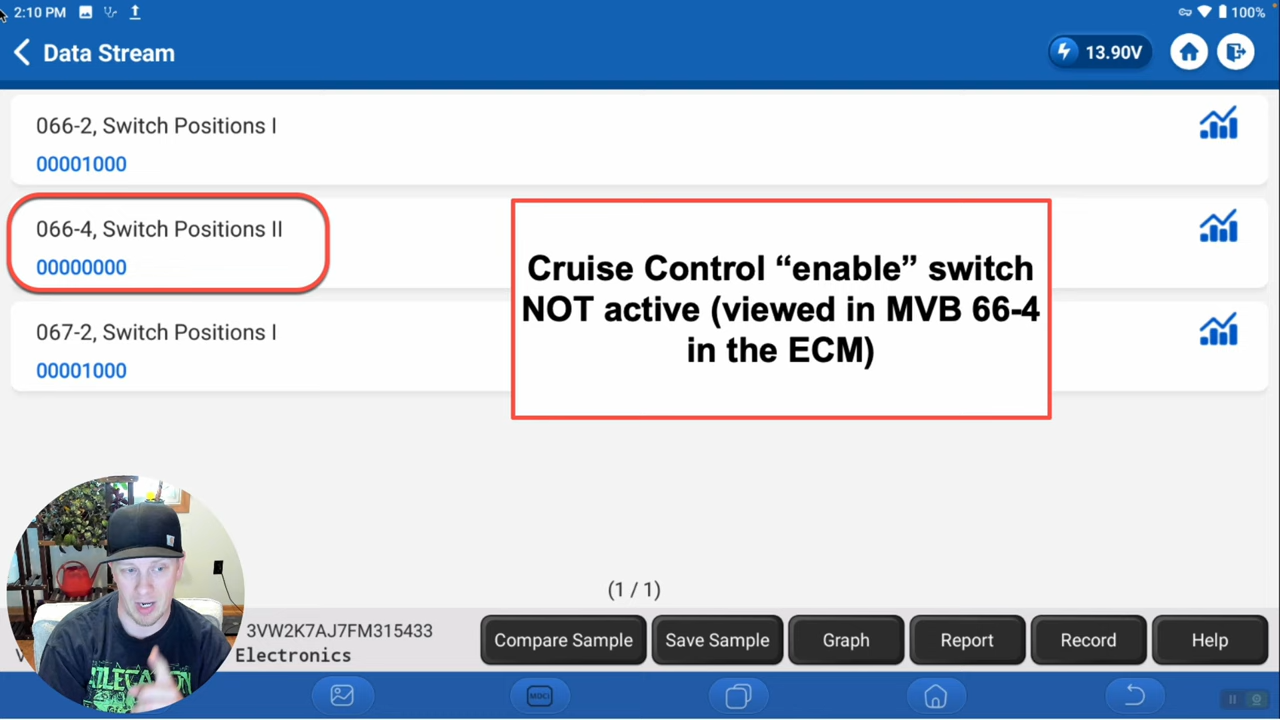 2:10 PM
100%
Data Stream
13.90V
066-2, Switch Positions I
00001000
066-4, Switch Positions II
00000000
Cruise Control “enable” switch
NOT active (viewed in MVB 66-4
in the ECM)
067-2, Switch Positions I
00001000
(1 / 1)
3VW2K7AJ7FM315433
Electronics
Compare Sample
Save Sample
Graph
Report
Record
Help